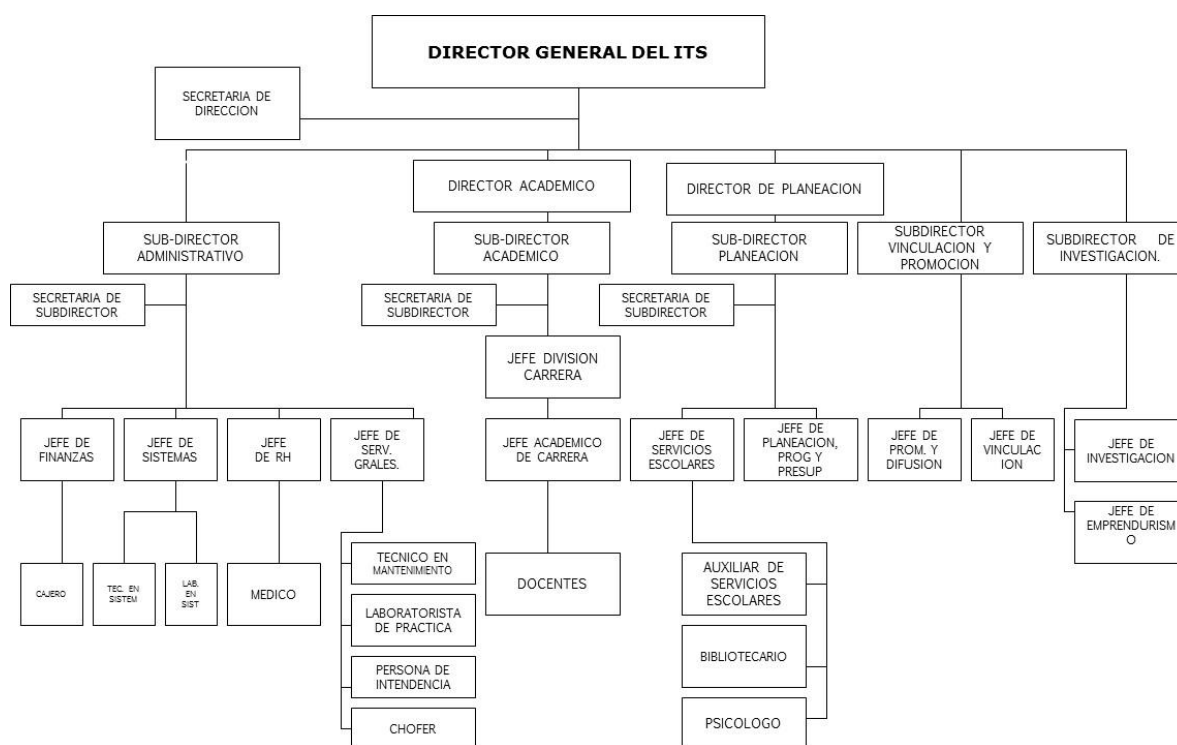 DIRECTOR GENERAL DEL ITS
SECRETARIA DE
DIRECCION
DIRECTOR ACADEMICO
DIRECTOR DE PLANEACION
SUB-DIRECTOR
ADMINISTRATIVO
SUB-DIRECTOR
ACADEMICO
SUB-DIRECTOR
PLANEACION
SUBDIRECTOR
VINCULACION Y
PROMOCION
SUBDIRECTOR DE
INVESTIGACION.
SECRETARIA DE
SUBDIRECTOR
SECRETARIA DE
SUBDIRECTOR
SECRETARIA DE
SUBDIRECTOR
JEFE DIVISION
CARRERA
JEFE DE
FINANZAS
JEFE DE
SISTEMAS
JEFE
DE RH
JEFE DE
SERV.
GRALES.
JEFE ACADEMICO
DE CARRERA
JEFE DE
SERVICIOS
ESCOLARES
JEFE DE
PLANEACION,
PROG Y
PRESUP
JEFE DE
PROM. Y
DIFUSION
JEFE DE
VINCULAC
ION
JEFE DE
INVESTIGACION
JEFE DE
EMPRENDURISM
O
CAJERO
TEC. EN
SISTEM
LAB.
EN
SIST
MEDICO
TECNICO EN
MANTENIMIENTO
LABORATORISTA
DE PRACTICA
PERSONA DE
INTENDENCIA
CHOFER
DOCENTES
AUXILIAR DE
SERVICIOS
ESCOLARES
BIBLIOTECARIO
PSICOLOGO